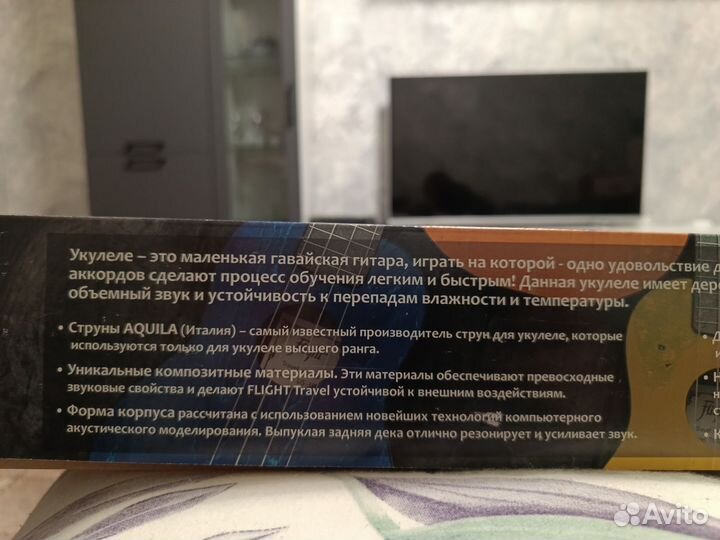 Укулеле – это маленькая гавайская гитара, играть на которой - одно удовольствие
аккордов сделают процесс обучения легким и быстрым! Данная укулеле имеет
объемный звук и устойчивость к перепадам влажности и температуры.
• Струны AQUILA (Италия) – самый известный производитель струн для укулеле, которые
используются только для укулеле высшего ранга.
• Уникальные композитные материалы. Эти материалы обеспечивают превосходные
звуковые свойства и делают FLIGHT Travel устойчивой к внешним воздействиям.
• Форма корпуса рассчитана с использованием новейших технологий компьютерного
акустического моделирования. Выпуклая задняя дека отлично резонирует и усиливает звук.
Avito